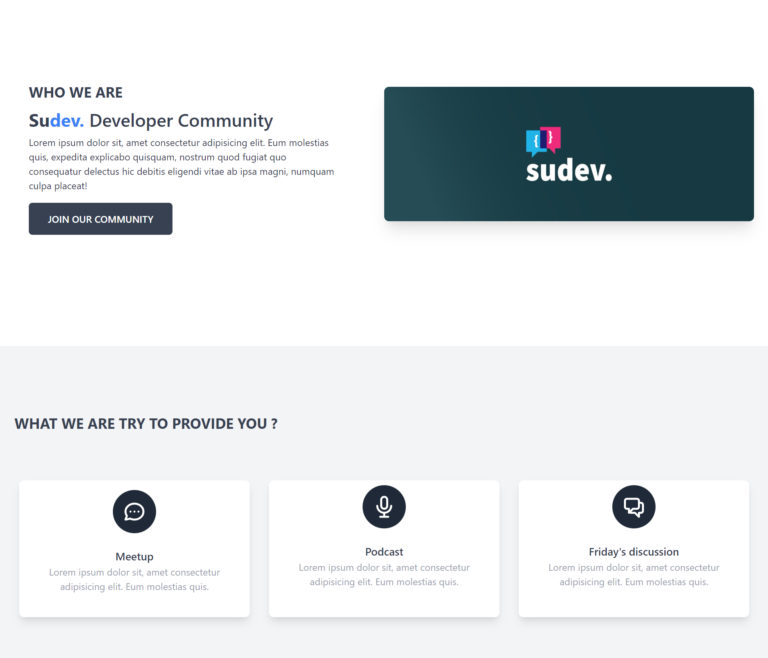 WHO WE ARE
Sudev. Developer Community
Lorem ipsum dolor sit, amet consectetur adipisicing elit. Eum molestias
quis, expedita explicabo quisquam, nostrum quod fugiat quo
consequatur delectus hic debitis eligendi vitae ab ipsa magni, numquam
culpa placeat!
JOIN OUR COMMUNITY
{ }
sudev.
WHAT WE ARE TRY TO PROVIDE YOU ?
Meetup
Lorem ipsum dolor sit, amet consectetur
adipisicing elit. Eum molestias quis.
Podcast
Lorem ipsum dolor sit, amet consectetur
adipisicing elit. Eum molestias quis.
Friday's discussion
Lorem ipsum dolor sit, amet consectetur
adipisicing elit. Eum molestias quis.